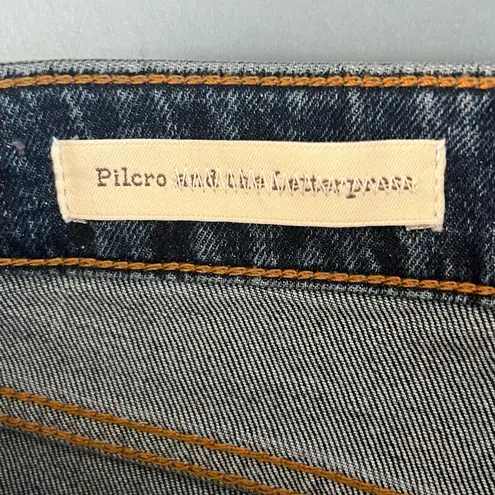 Pilcro and the Letterpress